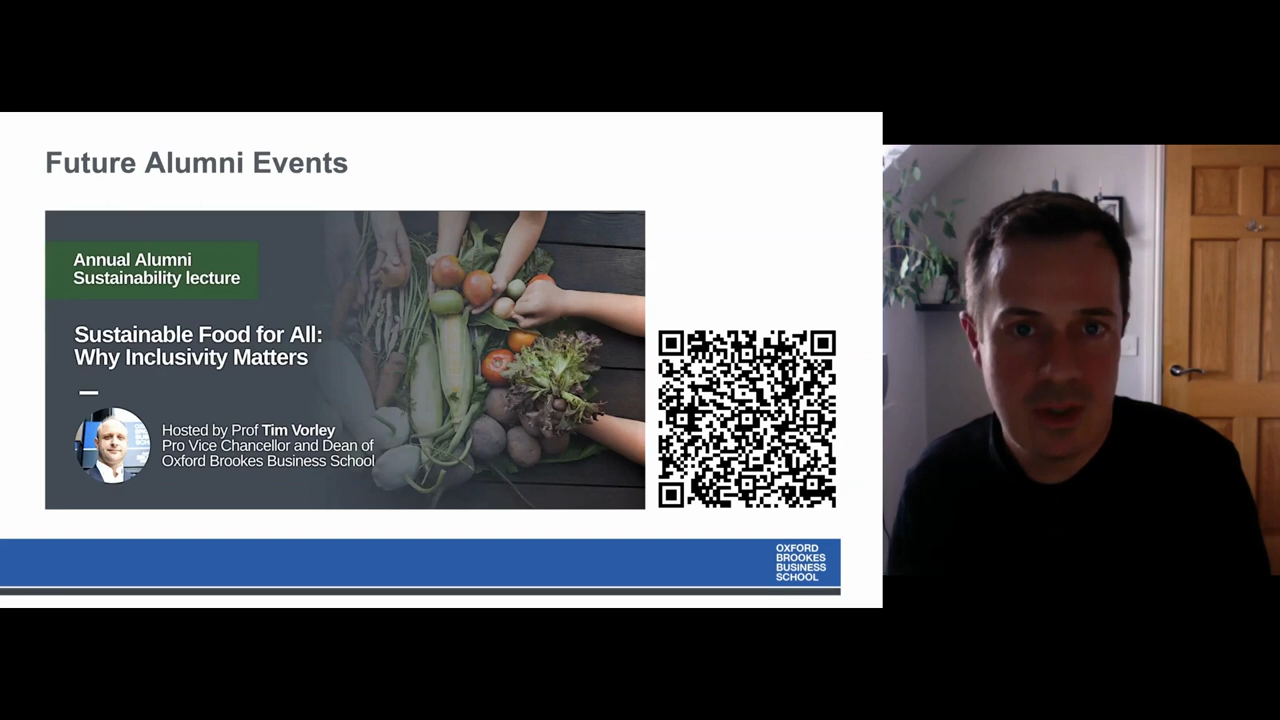 Future Alumni Events
Annual Alumni
Sustainability lecture
Sustainable Food for All:
Why Inclusivity Matters
Hosted by Prof Tim Vorley
Pro Vice Chancellor and Dean of
Oxford Brookes Business School
OXFORD
BROOKES
BUSINESS
SCHOOL